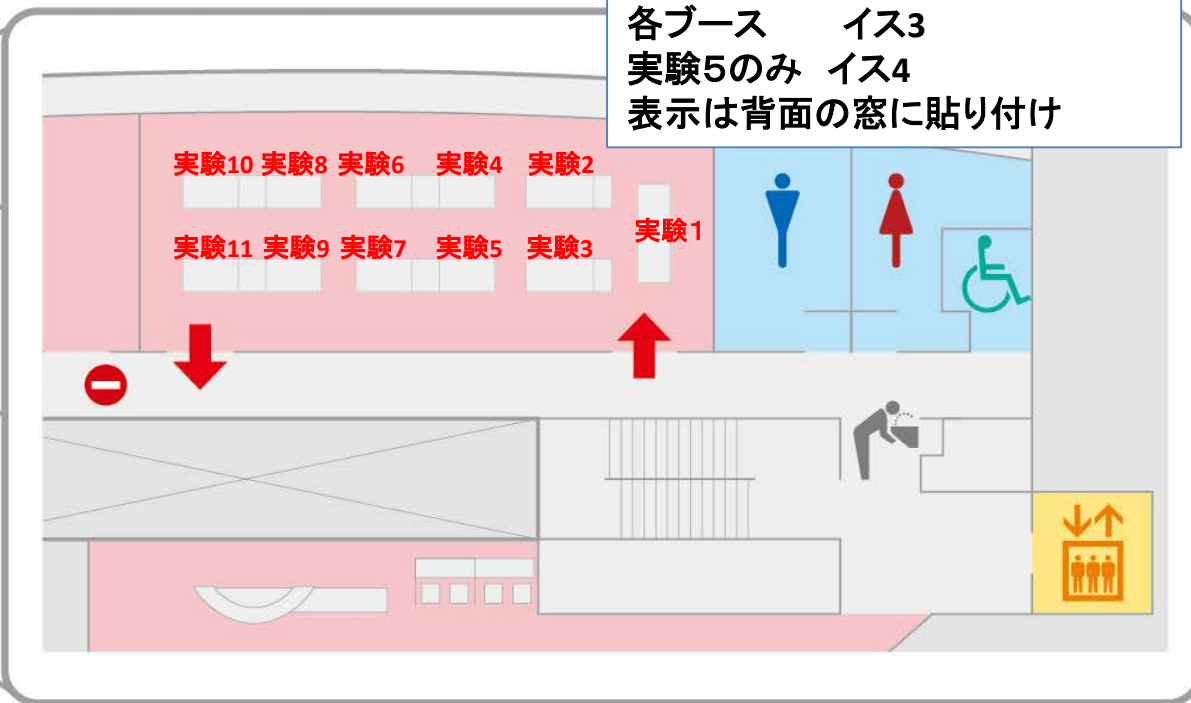 各ブース　　イス3
実験５のみ　イス4
表示は背面の窓に貼り付け
実験10 実験8 実験6 実験4 実験2
実験1
実験11 実験9 実験7 実験5 実験3